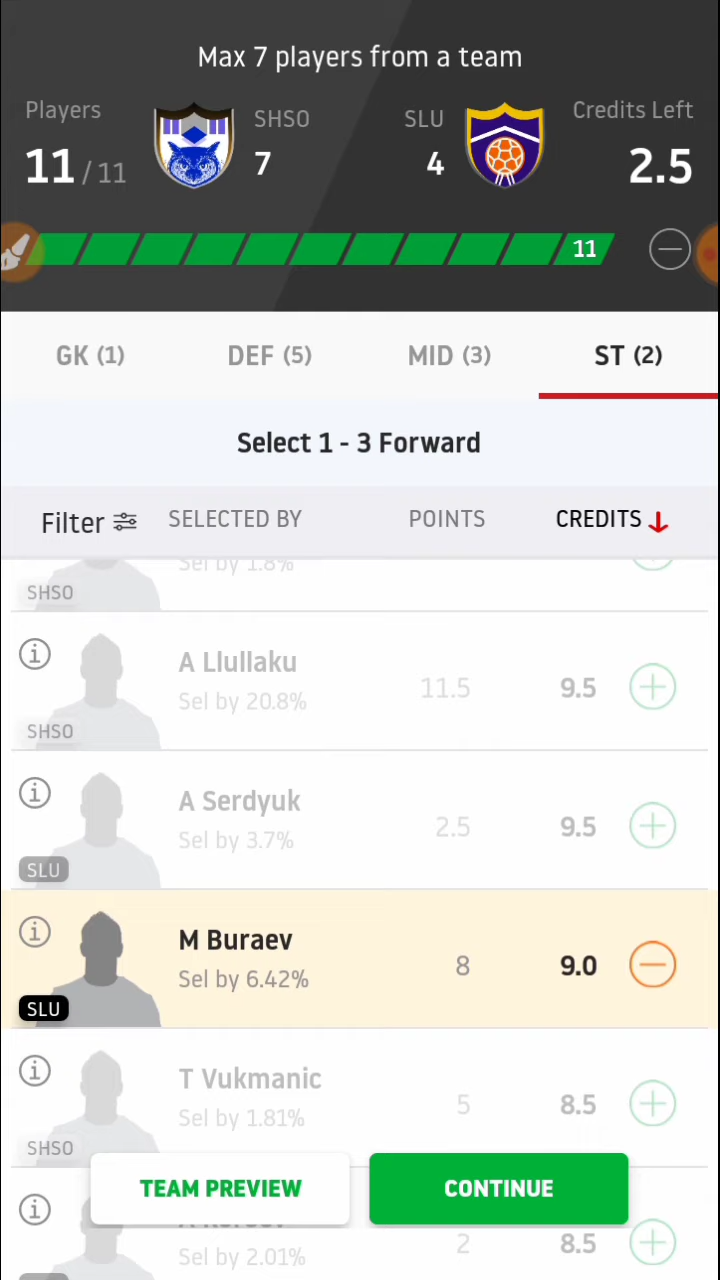 Max 7 players from a team
Players
SHSO
SLU
Credits Left
11 / 11
7
4
2.5
11
GK (1)
DEF (5)
MID (3)
ST (2)
Select 1 - 3 Forward
Filter
SELECTED BY
POINTS
CREDITS
Sel by 1.8%
SHSO
A Llullaku
Sel by 20.8%
11.5
9.5
SHSO
A Serdyuk
Sel by 3.7%
2.5
9.5
SLU
M Buraev
Sel by 6.42%
8
9.0
SLU
T Vukmanic
Sel by 1.81%
5
8.5
SHSO
TEAM PREVIEW
CONTINUE
Sel by 2.01%
2
8.5